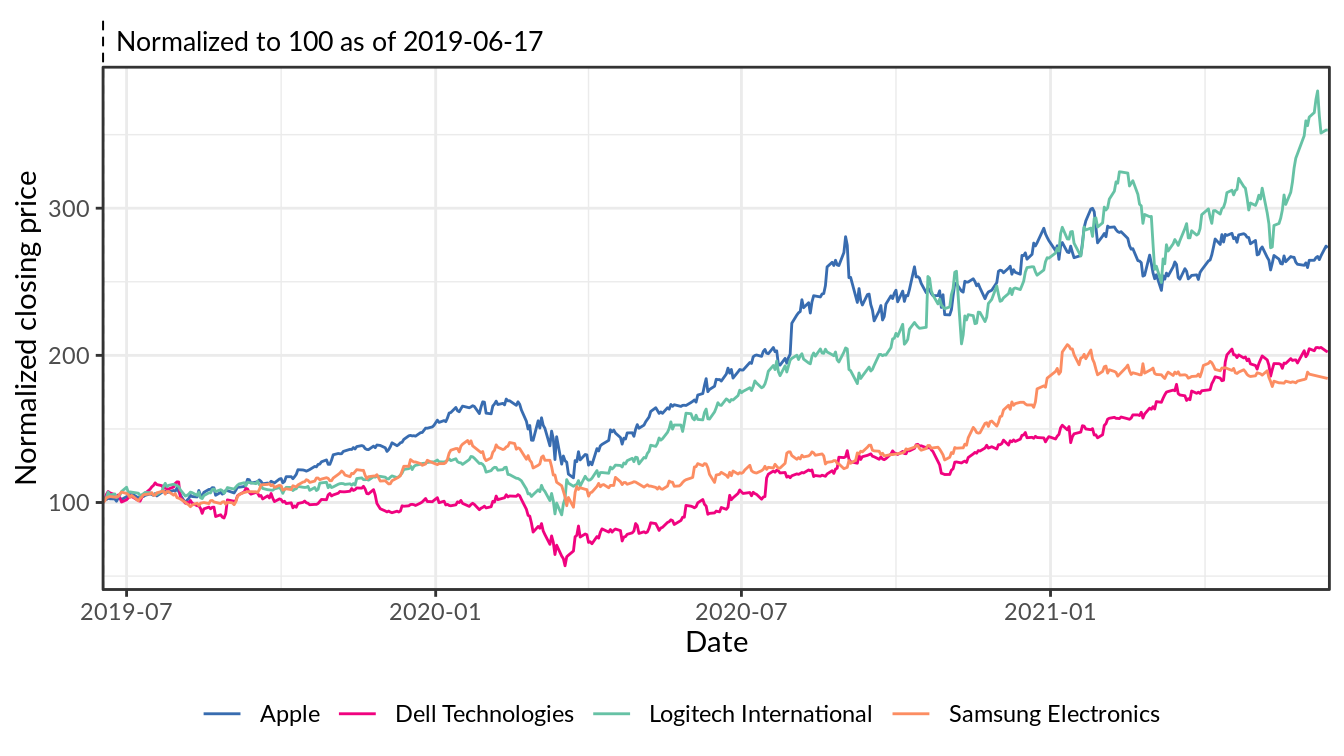 Normalized to 100 as of 2019-06-17
Normalized closing price
300
200
100
2019-07 2020-01 2020-07 2021-01
Date
Apple Dell Technologies Logitech International Samsung Electronics